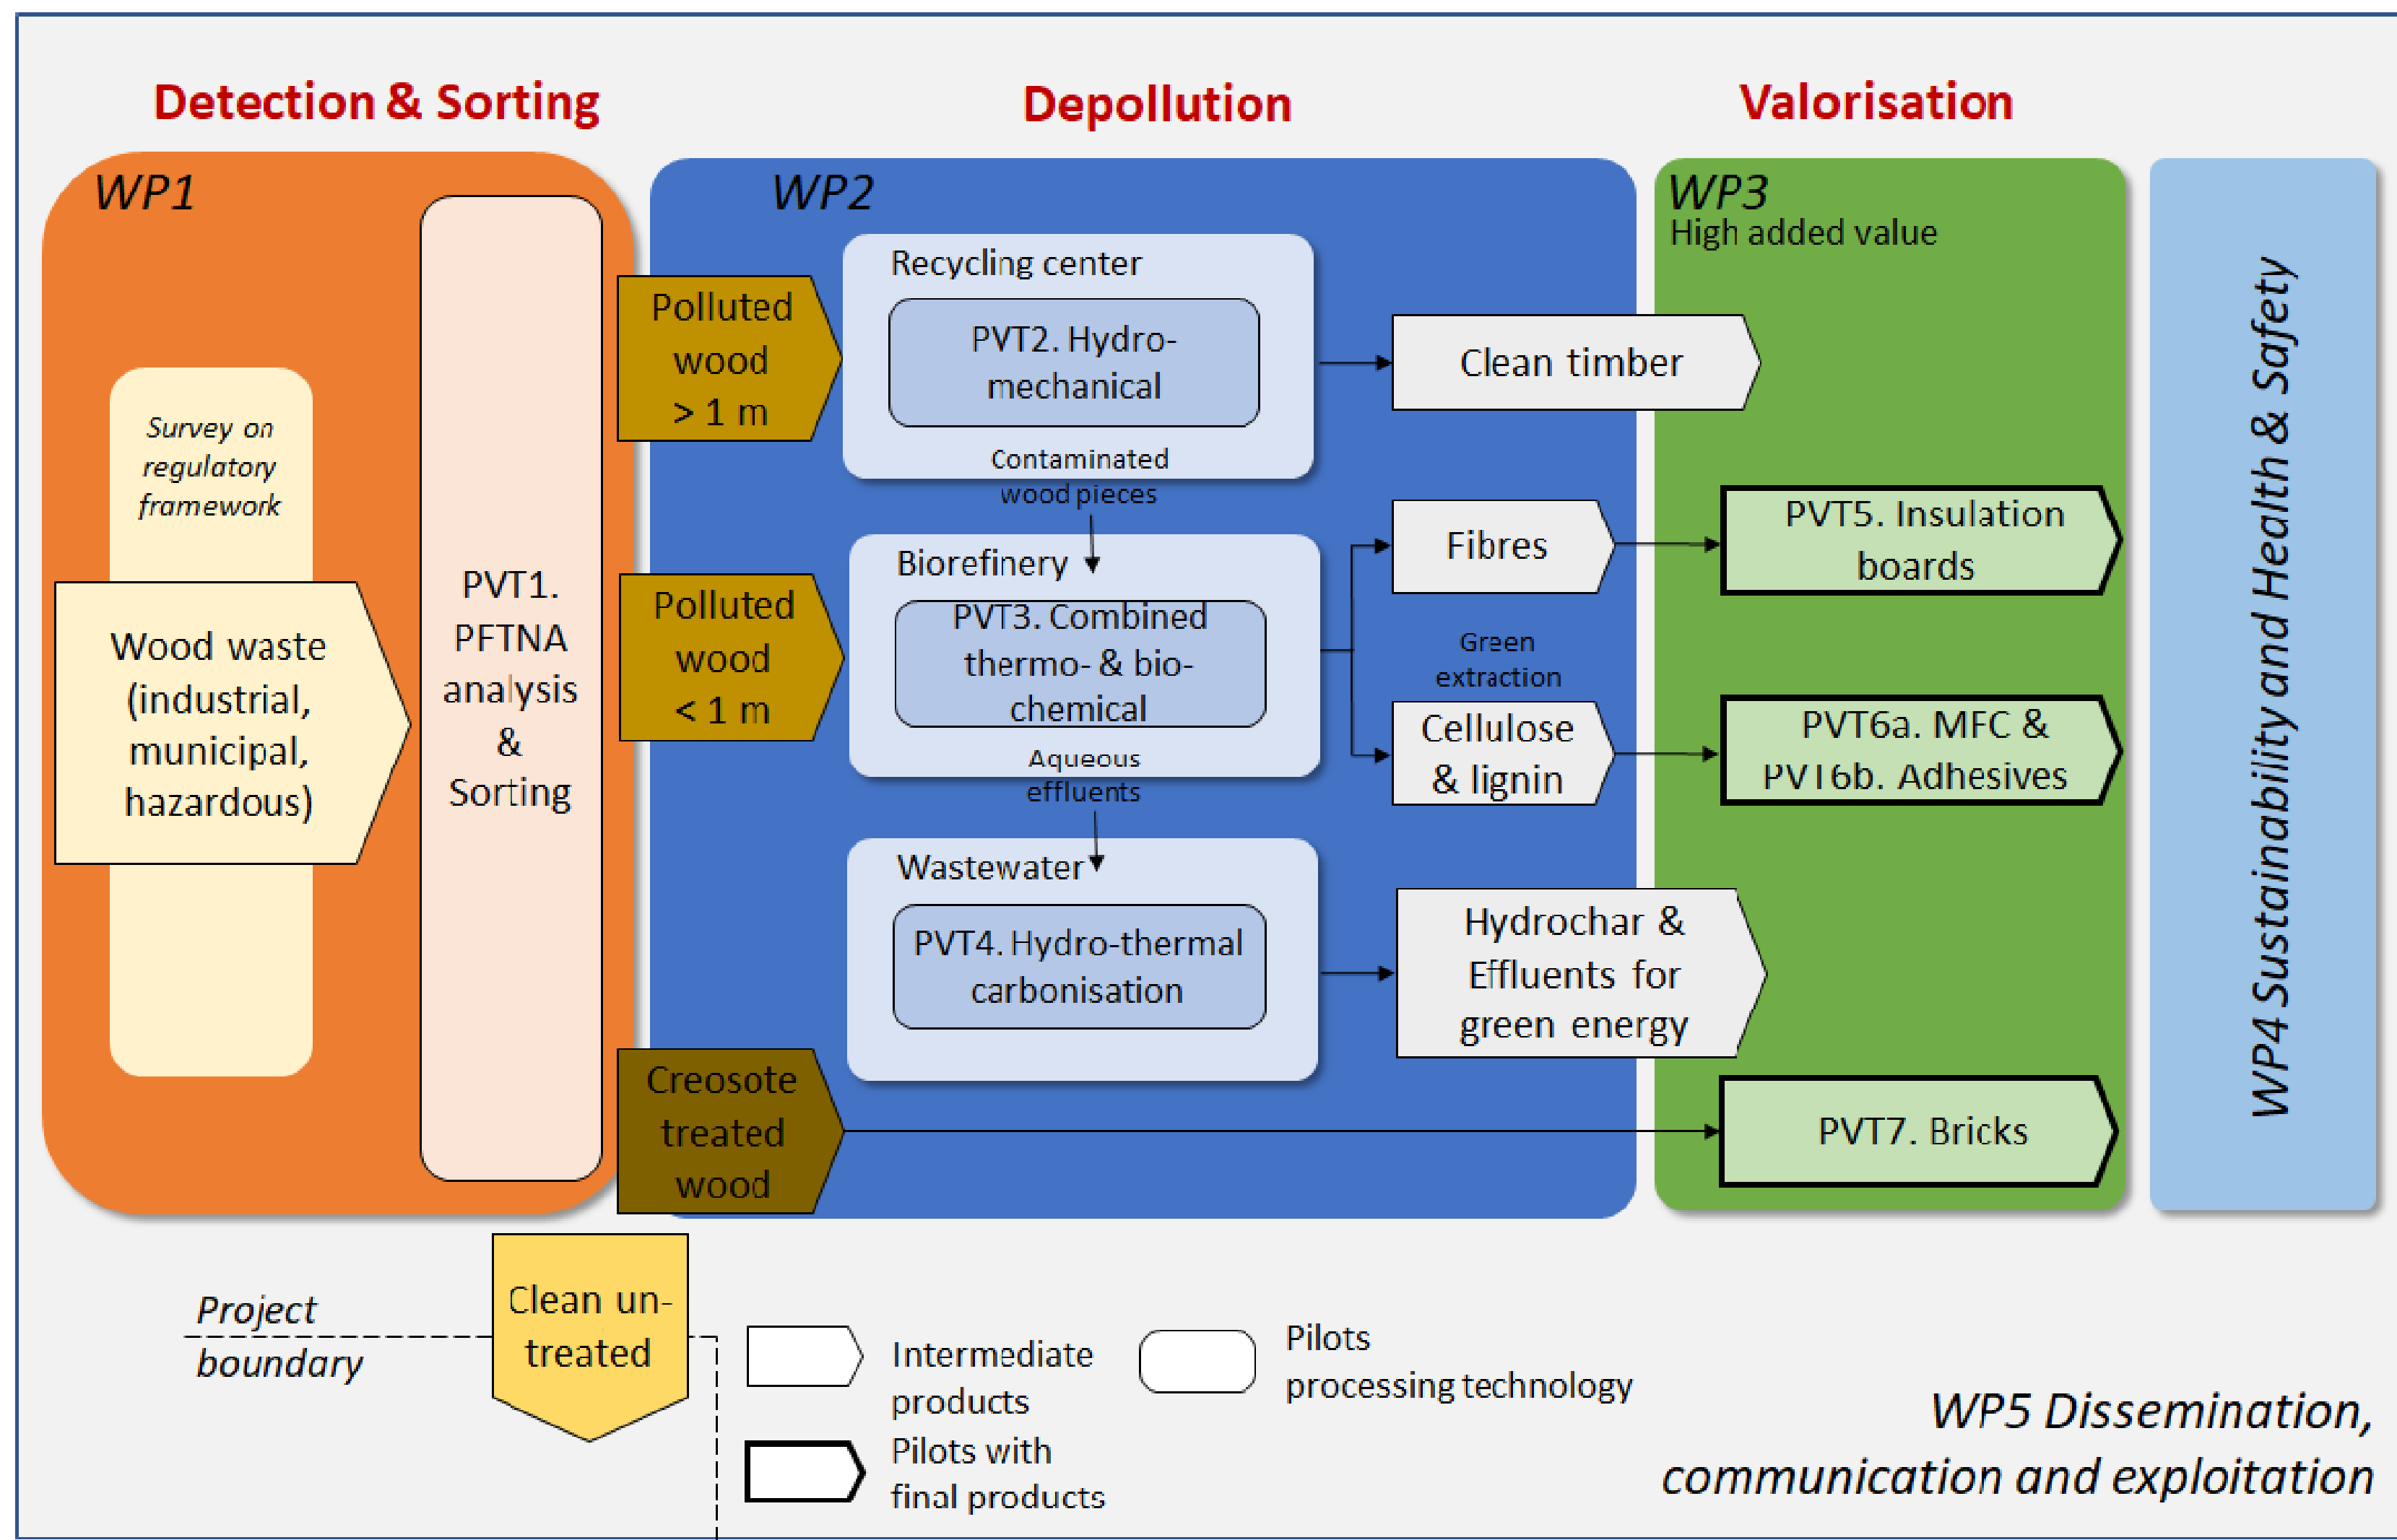 Detection & Sorting
Depollution
Valorisation
WP1
Survey on
regulatory
framework
Wood waste
(industrial,
municipal,
hazardous)
PVT1.
PFTNA
analysis
&
Sorting
WP2
Polluted
wood
> 1 m
Recycling center
PVT2. Hydro-
mechanical
Contaminated
wood pieces
Clean timber
Polluted
wood
< 1 m
Biorefinery
PVT3. Combined
thermo- & bio-
chemical
Aqueous
effluents
Fibres
Green
extraction
Cellulose
& lignin
Wastewater
PVT4. Hydro-thermal
carbonisation
Hydrochar &
Effluents for
green energy
Creosote
treated
wood
WP3
High added value
PVT5. Insulation
boards
PVT6a. MFC &
PVT6b. Adhesives
PVT7. Bricks
WP4 Sustainability and Health & Safety
Project
boundary
Clean un-
treated
Intermediate
products
Pilots with
final products
Pilots
processing technology
WP5 Dissemination,
communication and exploitation